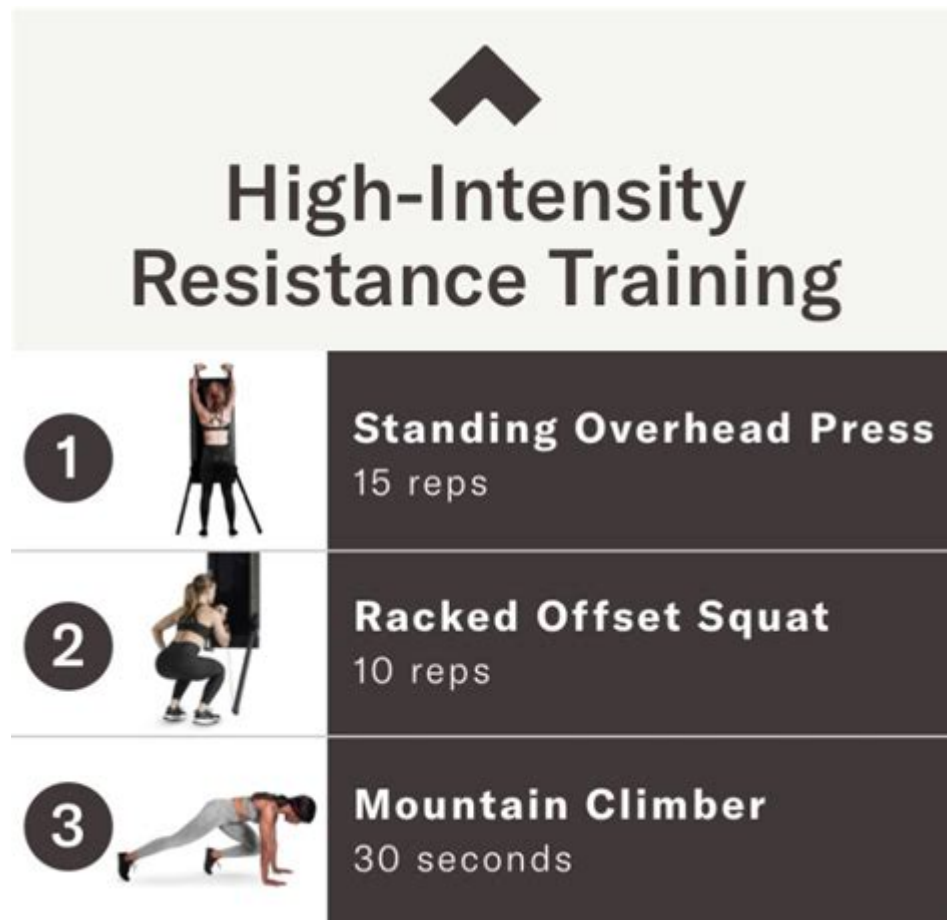 High-Intensity
Resistance Training
1
Standing Overhead Press
15 reps
2
Racked Offset Squat
10 reps
3
Mountain Climber
30 seconds